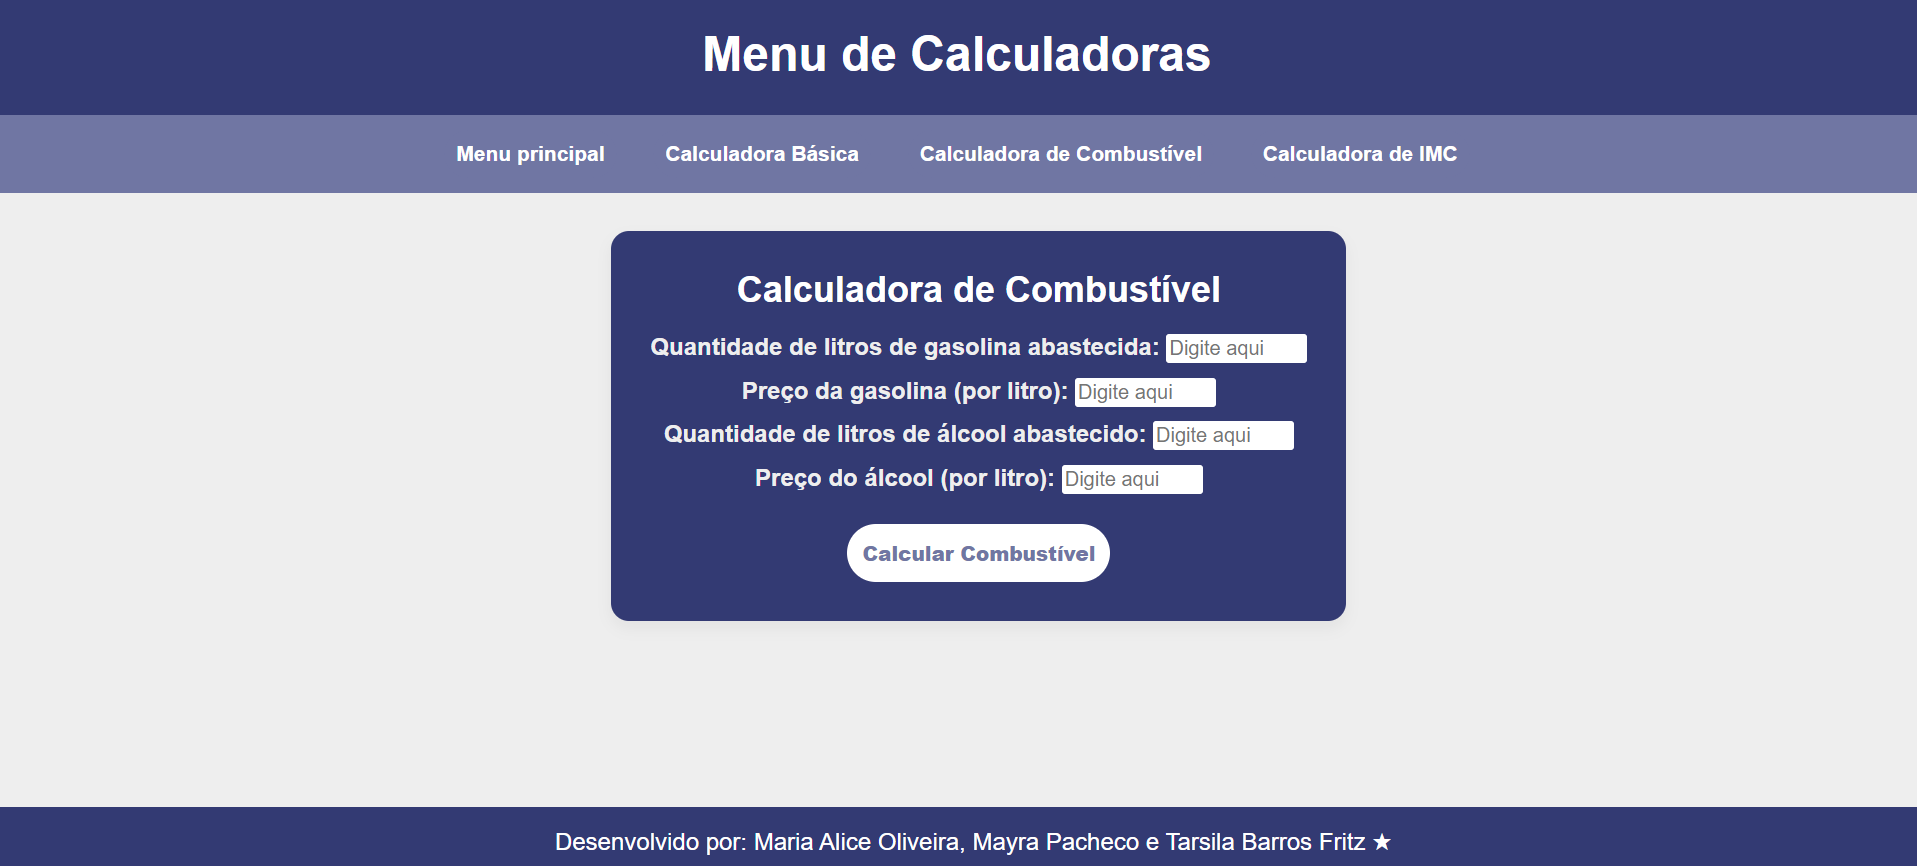 Menu de Calculadoras
Menu principal Calculadora Básica Calculadora de Combustível Calculadora de IMC
Calculadora de Combustível
Quantidade de litros de gasolina abastecida: Digite aqui
Preço da gasolina (por litro): Digite aqui
Quantidade de litros de álcool abastecido: Digite aqui
Preço do álcool (por litro): Digite aqui
Calcular Combustível
Desenvolvido por: Maria Alice Oliveira, Mayra Pacheco e Tarsila Barros Fritz ★